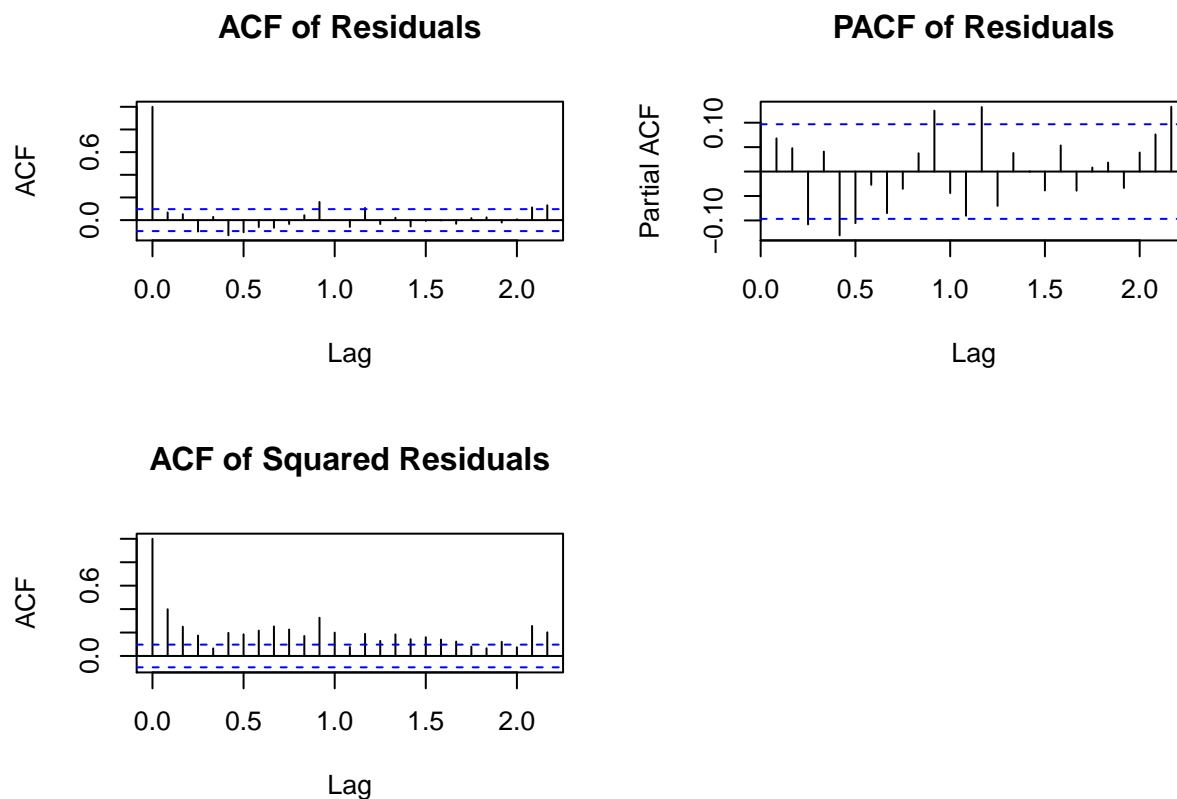 ACF of Residuals
ACF
0.0 0.6
0.0 0.5 1.0 1.5 2.0
Lag
PACF of Residuals
Partial ACF
−0.10 0.10
0.0 0.5 1.0 1.5 2.0
Lag
ACF of Squared Residuals
ACF
0.0 0.6
0.0 0.5 1.0 1.5 2.0
Lag